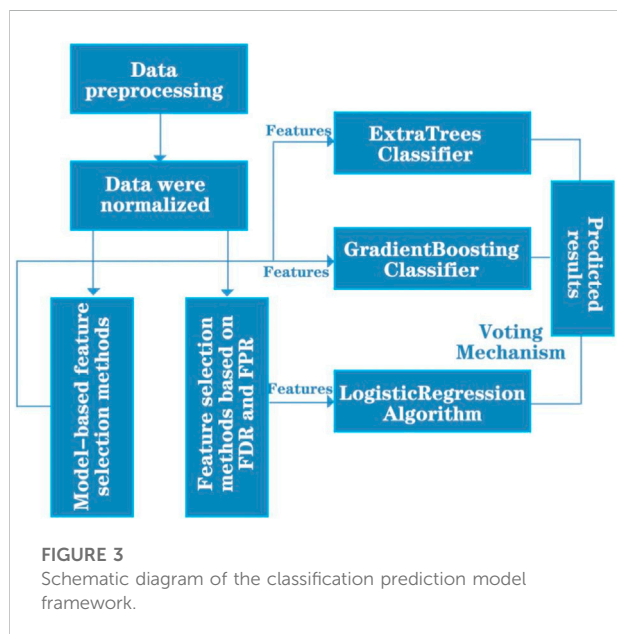 Data
preprocessing
Data were
normalized
Model-based feature
selection methods
Feature selection
methods based on
FDR and FPR
Features
ExtraTrees
Classifier
Features
GradientBoosting
Classifier
Features
LogisticRegression
Algorithm
Predicted
results
Voting
Mechanism
FIGURE 3
Schematic diagram of the classification prediction model
framework.